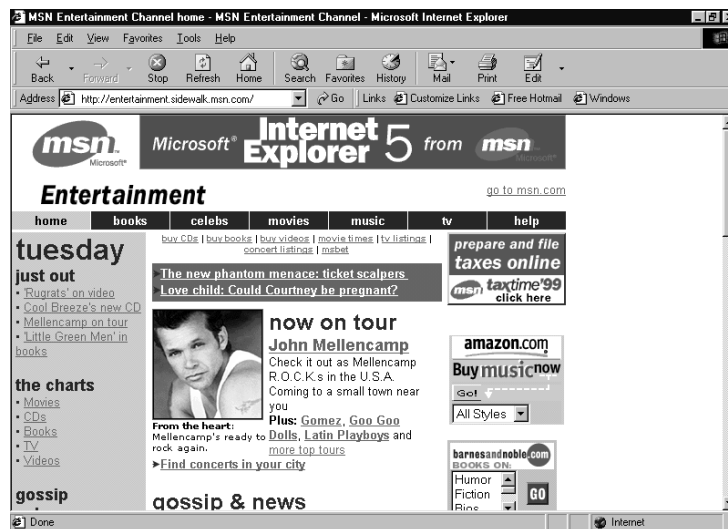 MSN Entertainment Channel home - MSN Entertainment Channel - Microsoft Internet Explorer
File Edit View Favorites Tools Help
Back Forward Stop Refresh Home Search Favorites History Mail Print Edit
Address http://entertainment.sidewalk.msn.com/ Go Links Customize Links Free Hotmail Windows
msn.
Microsoft®
Microsoft® Internet Explorer 5 from msn
Entertainment
go to msn.com
home books celebs movies music tv help
tuesday
just out
• 'Rugrats' on video
• Cool Breeze's new CD
• Mellencamp on tour
• 'Little Green Men' in
books
the charts
• Movies
• CDs
• Books
• TV
• Videos
gossip
buy CDs | buy books | buy videos | movie times | tv listings |
concert listings | msbet
The new phantom menace: ticket scalpers
Love child: Could Courtney be pregnant?
From the heart:
Mellencamp's ready to
rock again.
now on tour
John Mellencamp
Check it out as Mellencamp
R.O.C.K.s in the U.S.A.
Coming to a small town near
you
Plus: Gomez, Goo Goo
Dolls, Latin Playboys and
more top tours
Find concerts in your city
gossip & news
prepare and file
taxes online
msn taxtime'99
click here
amazon.com
Buy music now
Go!
All Styles
barnesandnoble.com
BOOKS ON:
Humor
Fiction
Bios
GO
Done
Internet